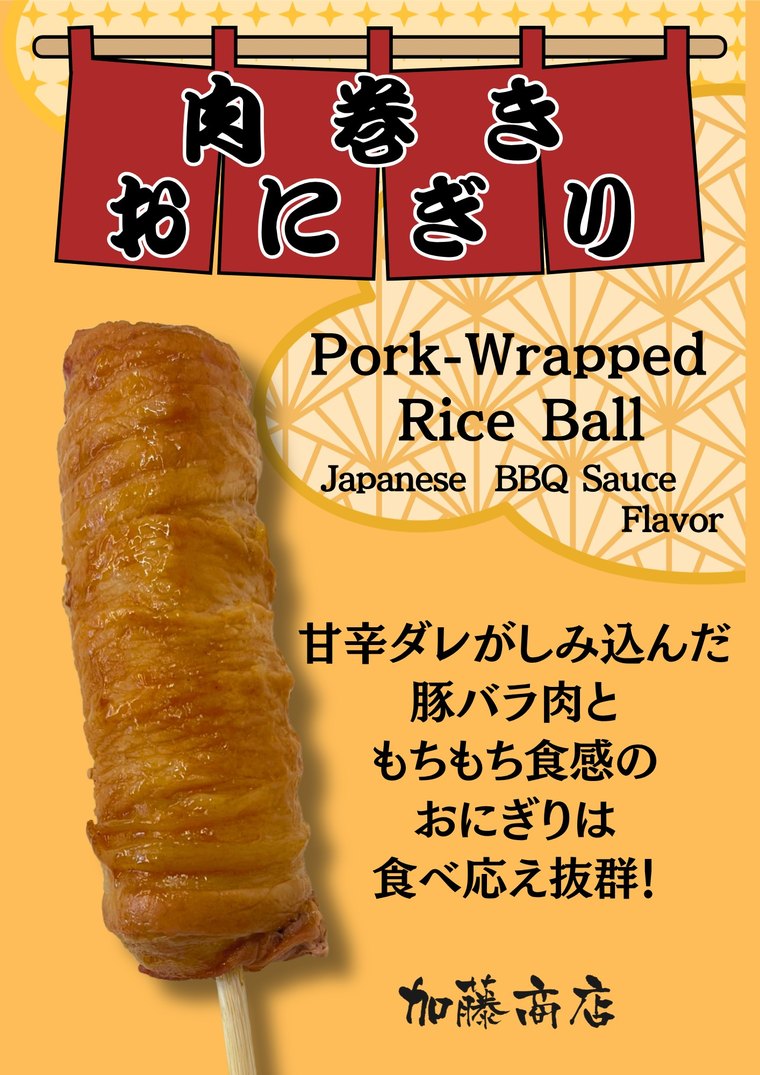 肉巻き
おにぎり
Pork-Wrapped
Rice Ball
Japanese BBQ Sauce
Flavor
甘辛ダレがしみ込んだ
豚バラ肉と
もちもち食感の
おにぎりは
食べ応え抜群!
加藤商店